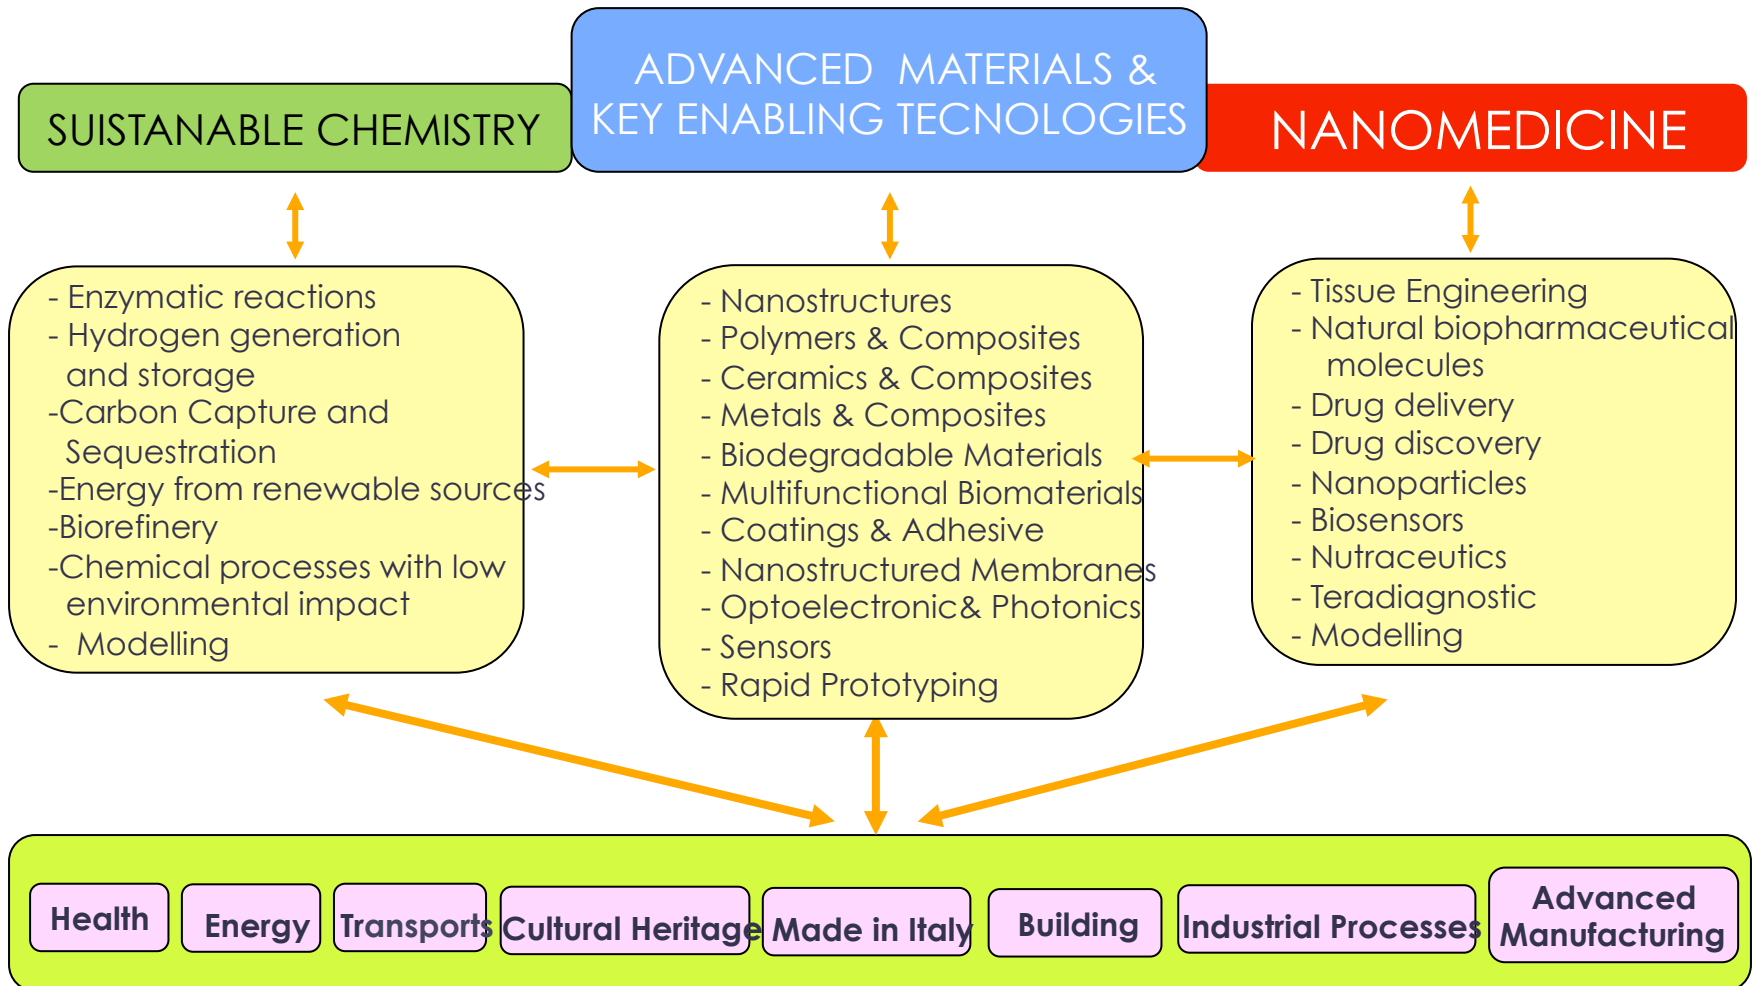 SUISTANABLE CHEMISTRY
ADVANCED MATERIALS &
KEY ENABLING TECNOLOGIES
NANOMEDICINE
- Enzymatic reactions
- Hydrogen generation
and storage
-Carbon Capture and
Sequestration
-Energy from renewable sources
-Biorefinery
-Chemical processes with low
environmental impact
- Modelling
- Nanostructures
- Polymers & Composites
- Ceramics & Composites
- Metals & Composites
- Biodegradable Materials
- Multifunctional Biomaterials
- Coatings & Adhesive
- Nanostructured Membranes
- Optoelectronic& Photonics
- Sensors
- Rapid Prototyping
- Tissue Engineering
- Natural biopharmaceutical
molecules
- Drug delivery
- Drug discovery
- Nanoparticles
- Biosensors
- Nutraceutics
- Teradiagnostic
- Modelling
Health
Energy
Transports
Cultural Heritage
Made in Italy
Building
Industrial Processes
Advanced
Manufacturing